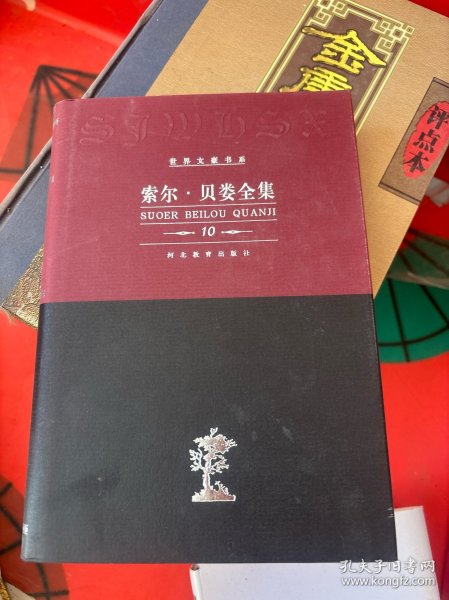 金庸
评点本
SJWHSX
世界文豪书系
索尔·贝娄全集
SUOER BEILOU QUANJI
10
河北教育出版社
孔夫子旧书网
www.kongfz.com